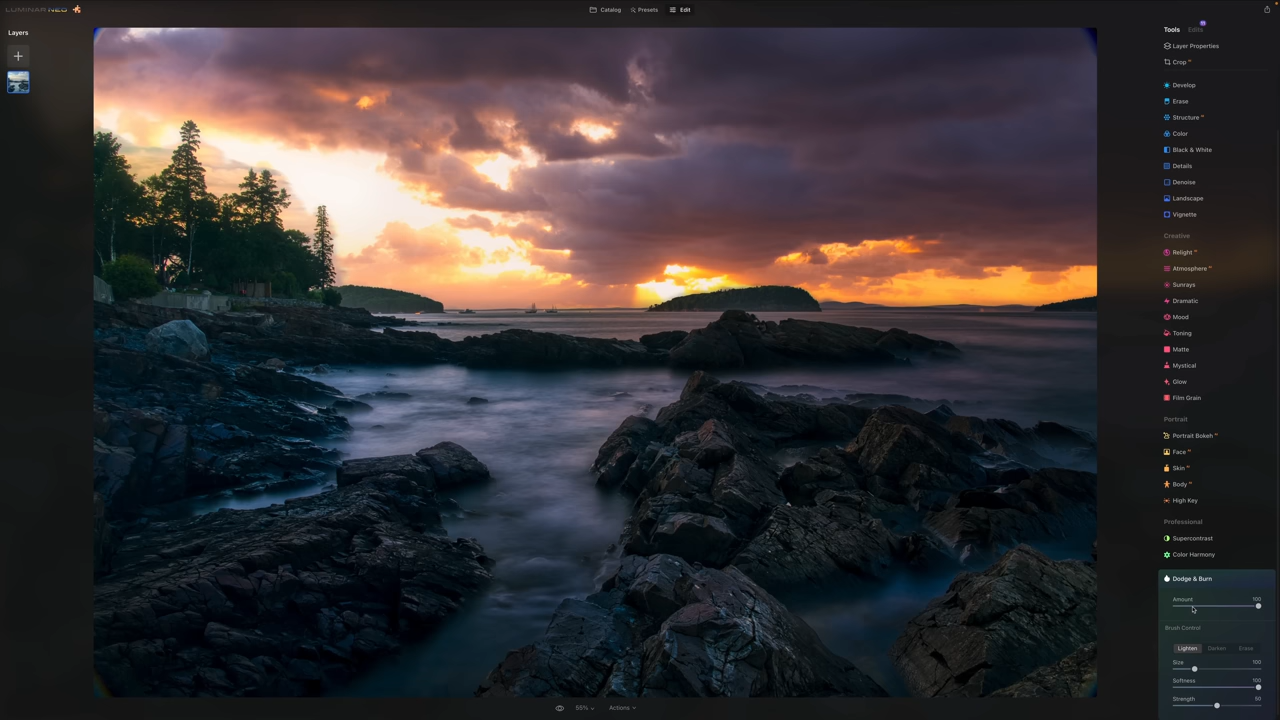 LUMINAR NEO
Catalog Presets Edit
Layers
Tools Edits
Layer Properties
Crop
Develop
Erase
Structure
Color
Black & White
Details
Denoise
Landscape
Vignette
Creative
Relight
Atmosphere
Sunrays
Dramatic
Mood
Toning
Matte
Mystical
Glow
Film Grain
Portrait
Portrait Bokeh
Face
Skin
Body
High Key
Professional
Supercontrast
Color Harmony
Dodge & Burn
Amount 100
Brush Control
Lighten Darken Erase
Size 100
Softness 100
Strength 50
55% Actions